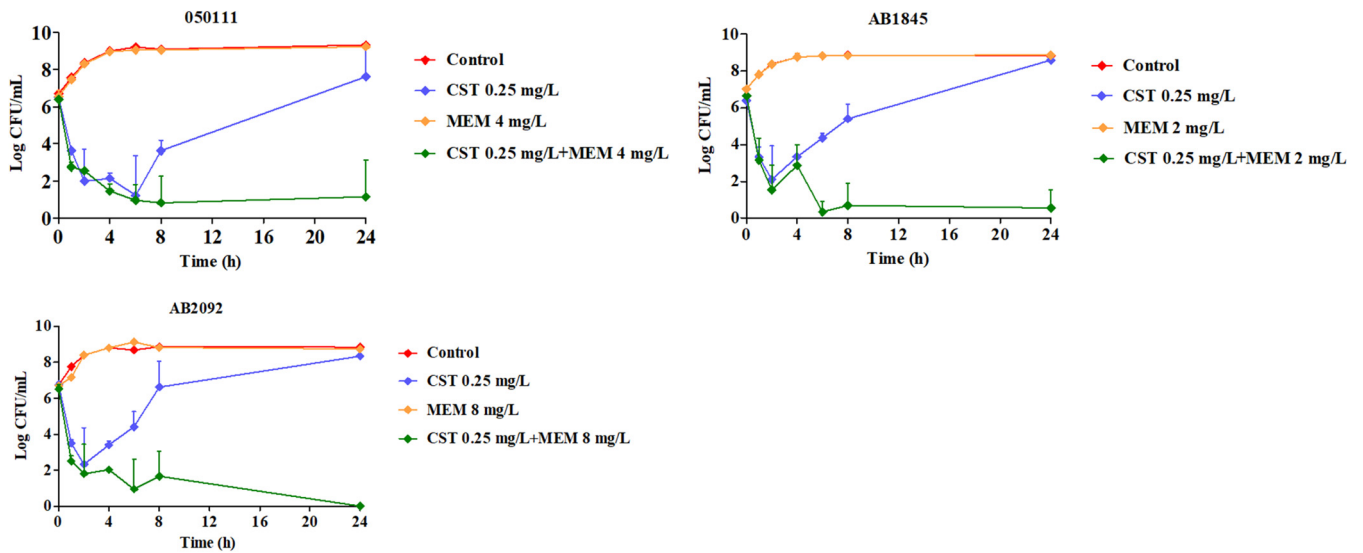 050111
10
8
6
4
2
0
Log CFU/mL
0 4 8 12 16 20 24
Time (h)
Control
CST 0.25 mg/L
MEM 4 mg/L
CST 0.25 mg/L+MEM 4 mg/L
AB1845
10
8
6
4
2
0
Log CFU/mL
0 4 8 12 16 20 24
Time (h)
Control
CST 0.25 mg/L
MEM 2 mg/L
CST 0.25 mg/L+MEM 2 mg/L
AB2092
10
8
6
4
2
0
Log CFU/mL
0 4 8 12 16 20 24
Time (h)
Control
CST 0.25 mg/L
MEM 8 mg/L
CST 0.25 mg/L+MEM 8 mg/L